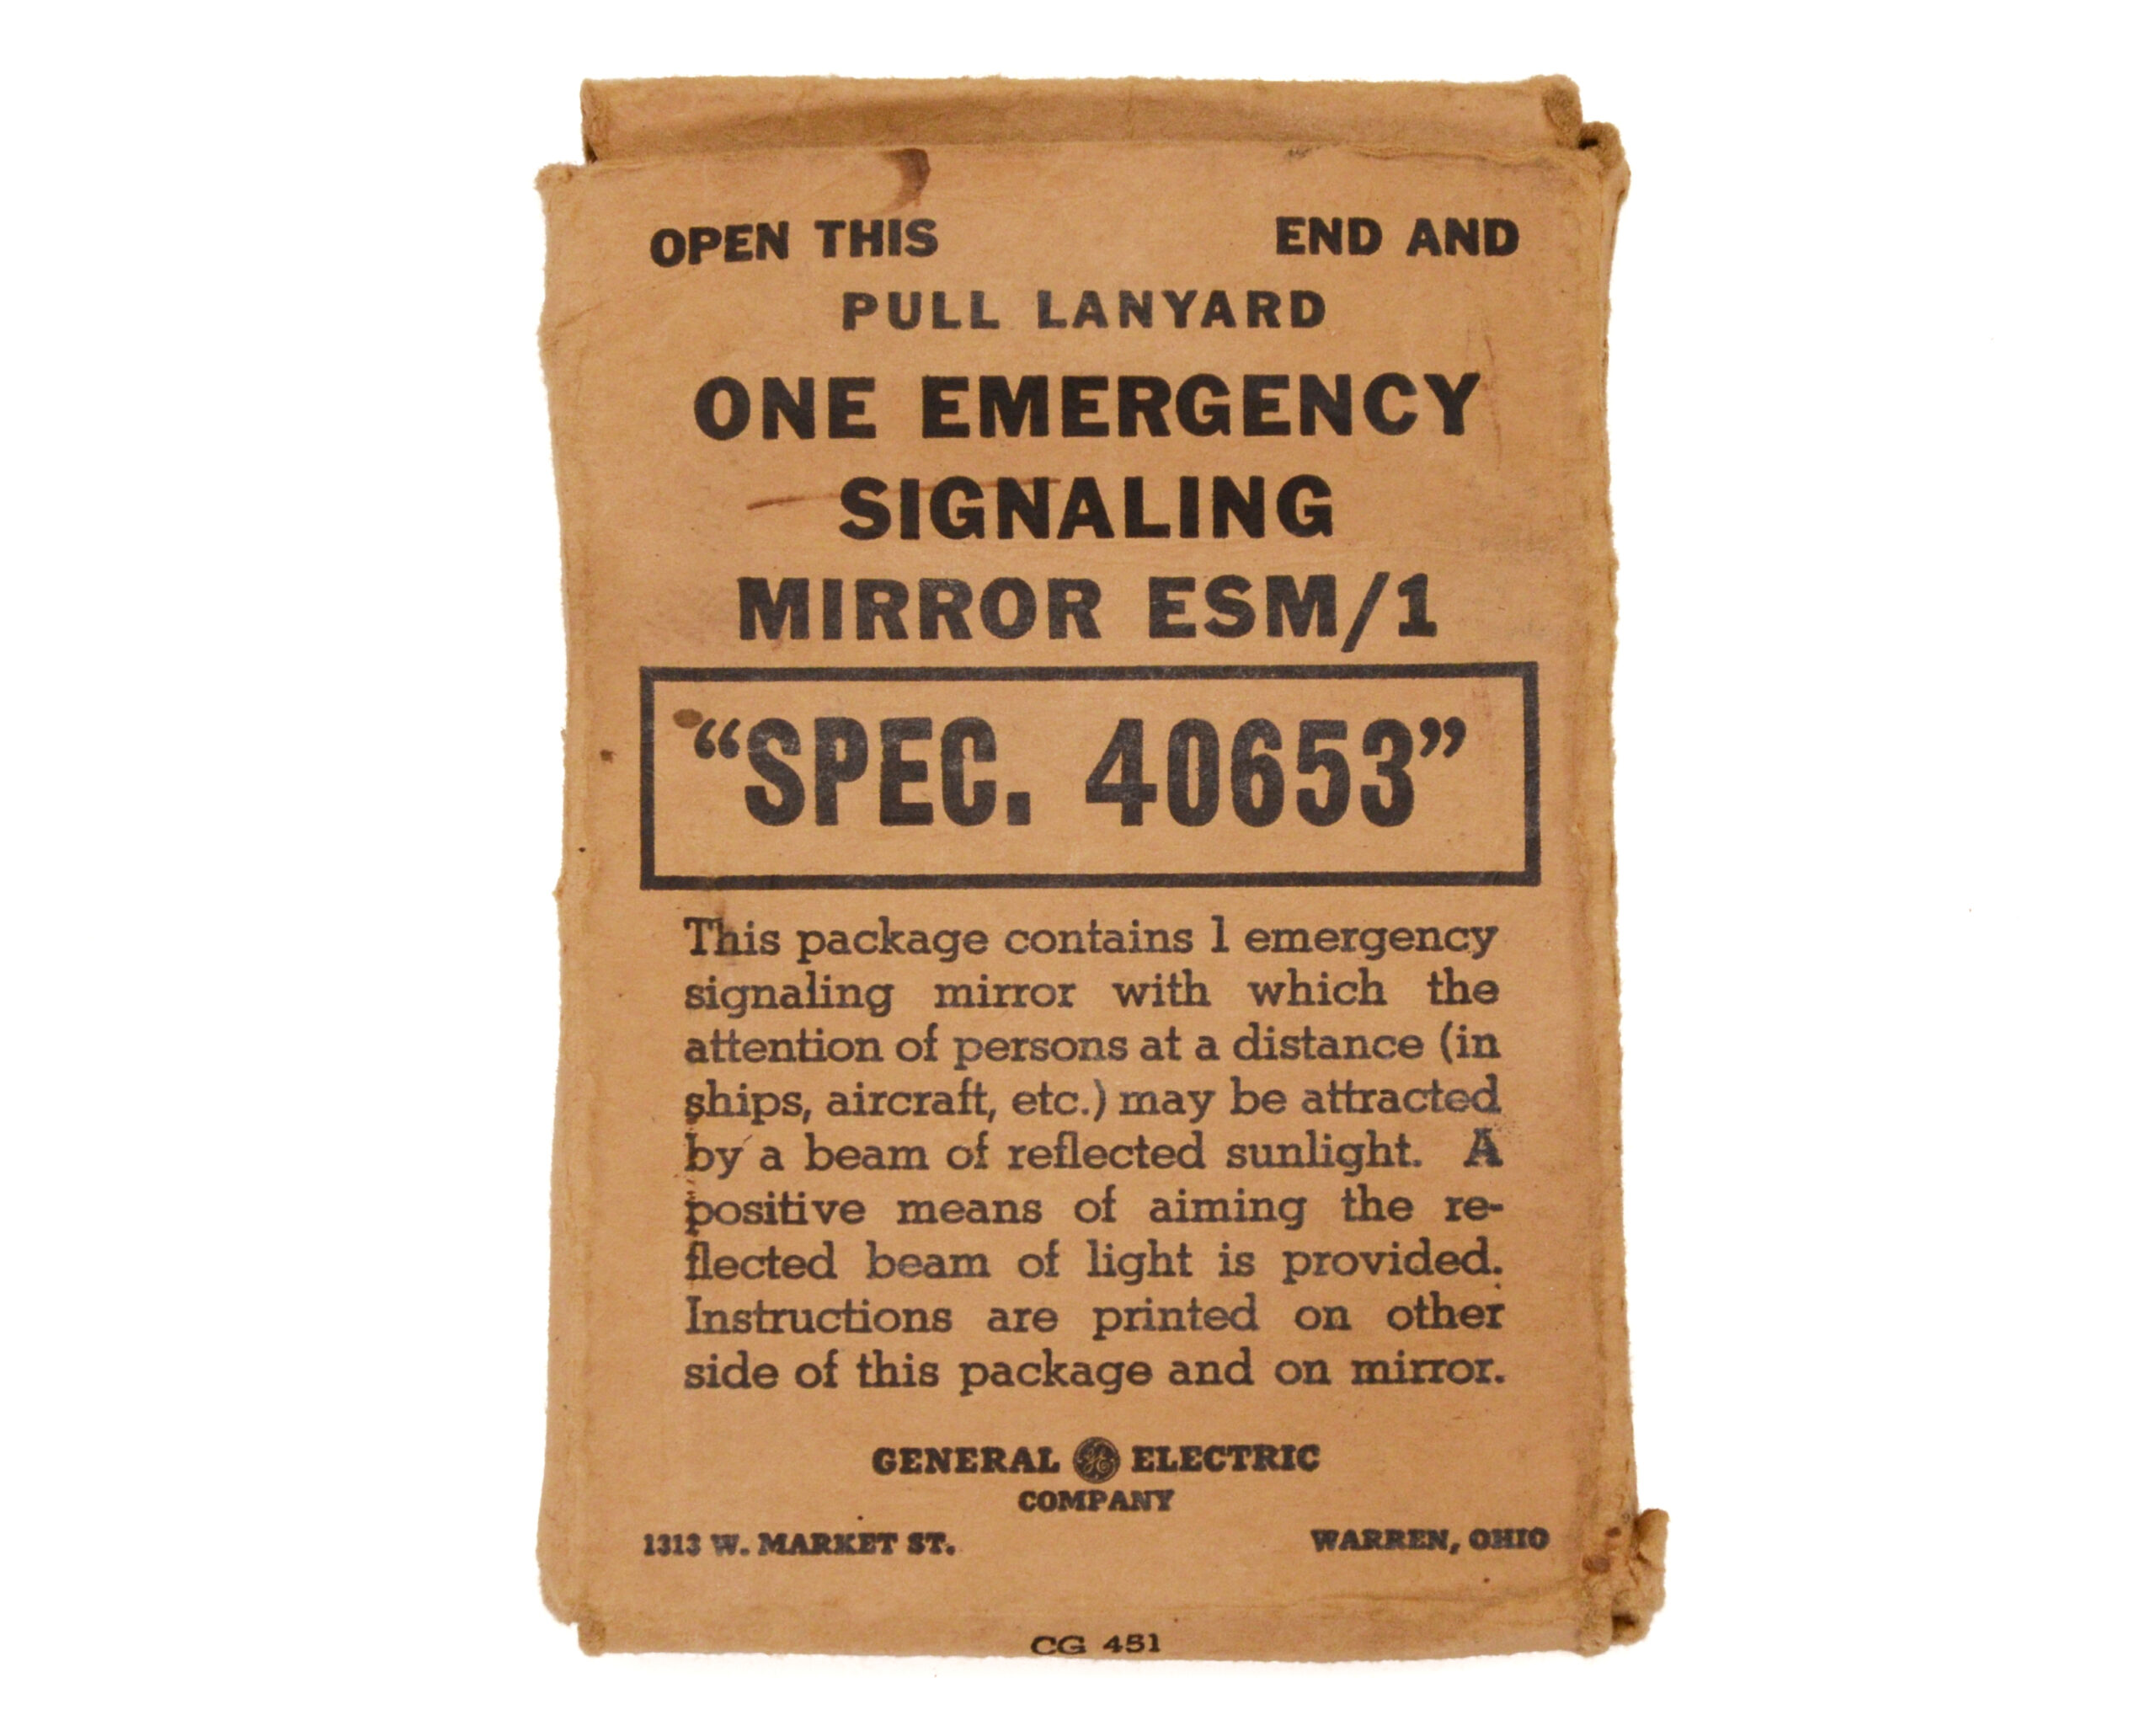 OPEN THIS END AND
PULL LANYARD
ONE EMERGENCY
SIGNALING
MIRROR ESM/1
“SPEC. 40653”
This package contains 1 emergency
signaling mirror with which the
attention of persons at a distance (in
ships, aircraft, etc.) may be attracted
by a beam of reflected sunlight. A
positive means of aiming the re-
flected beam of light is provided.
Instructions are printed on other
side of this package and on mirror.
GENERAL GE ELECTRIC
COMPANY
1313 W. MARKET ST. WARREN, OHIO
CG 451